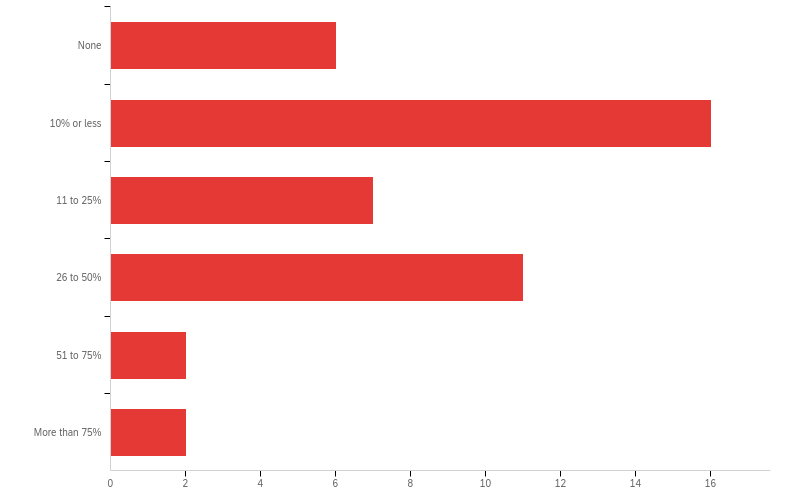 None
10% or less
11 to 25%
26 to 50%
51 to 75%
More than 75%
0 2 4 6 8 10 12 14 16